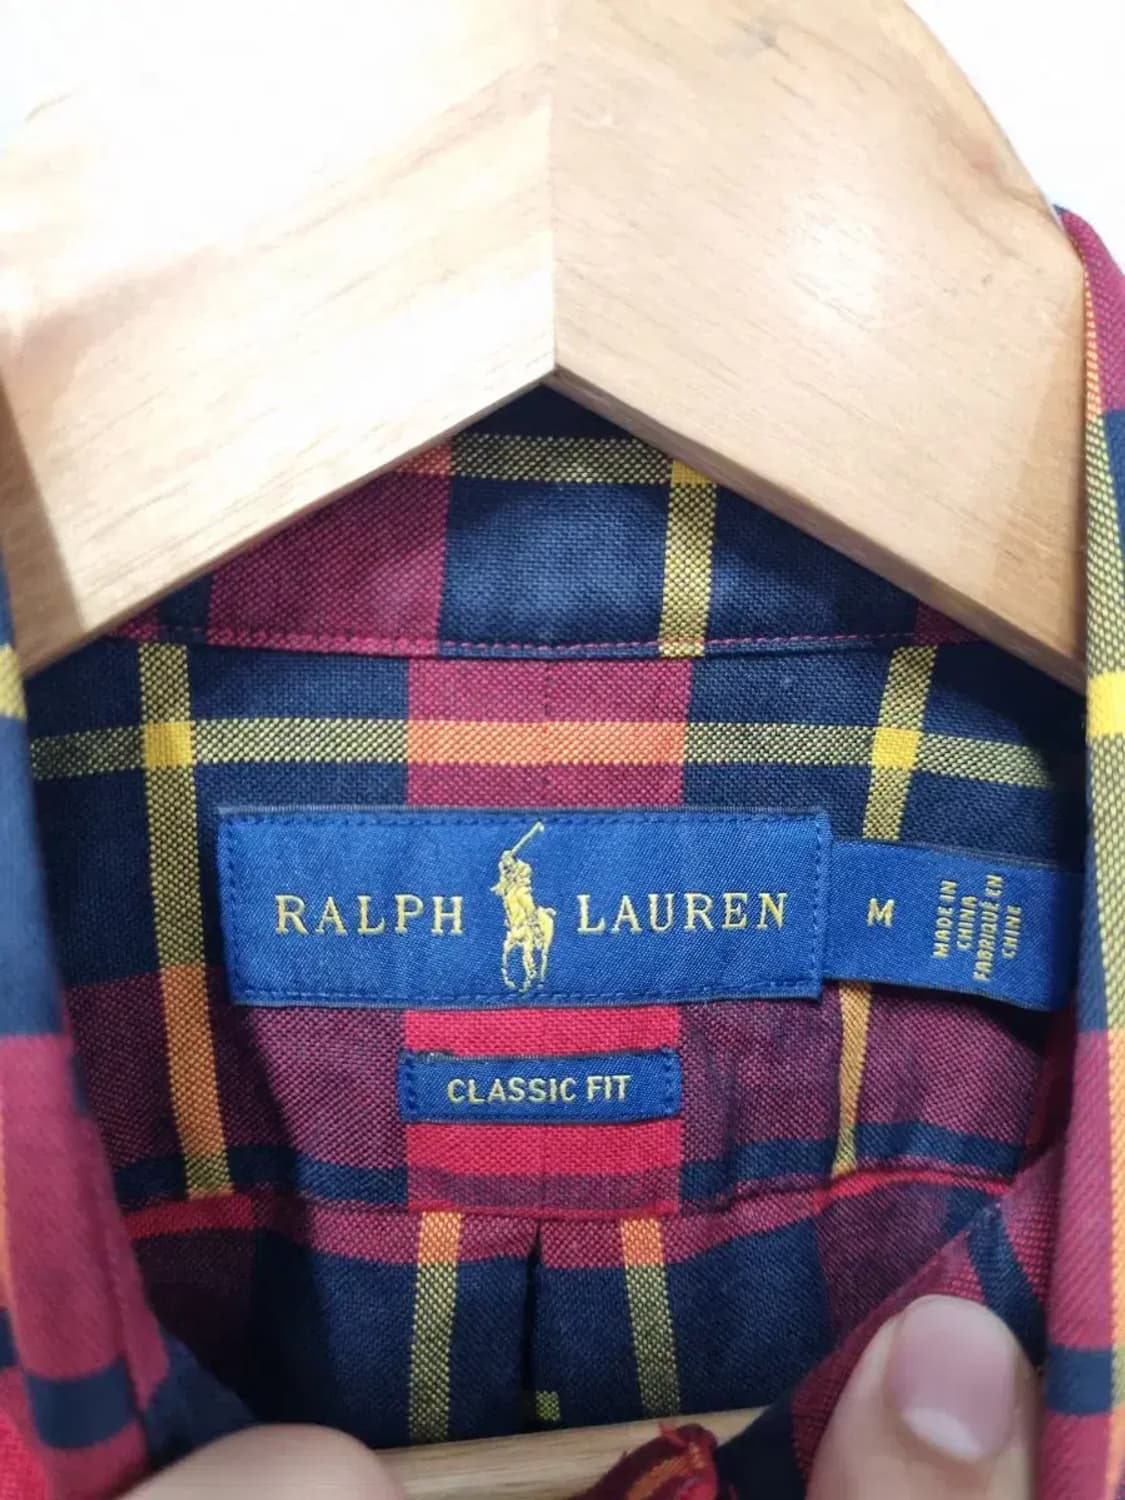 RALPH LAUREN
M
MADE IN
CHINA
FABRIQUÉ EN
CHINE
CLASSIC FIT